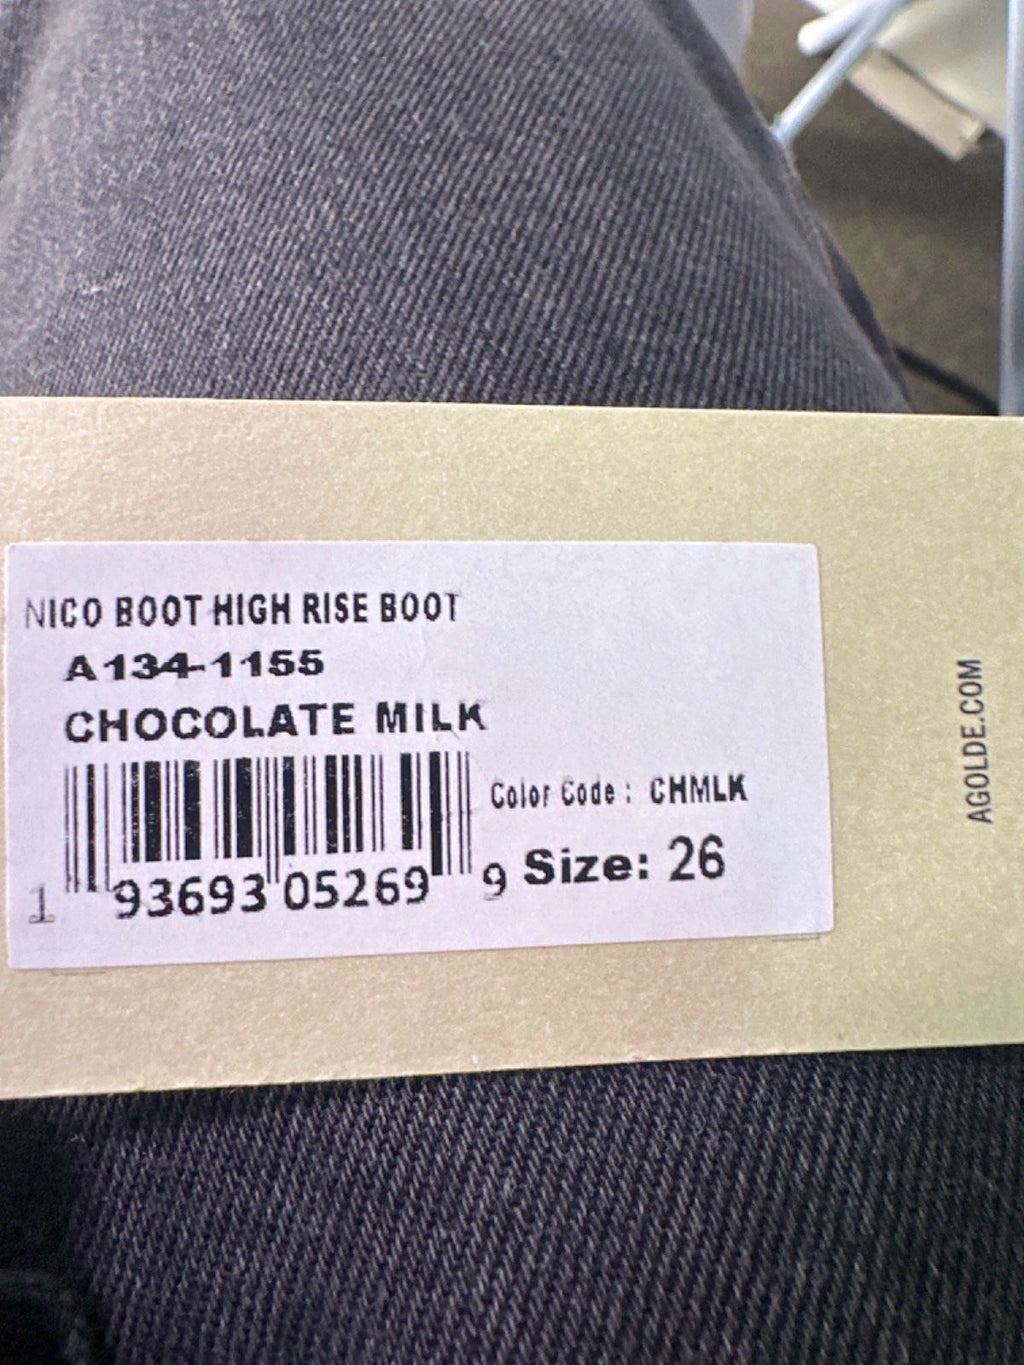 NICO BOOT HIGH RISE BOOT
A134-1155
CHOCOLATE MILK
Color Code : CHMLK
1 93693 05269 9
Size: 26
AGOLDE.COM